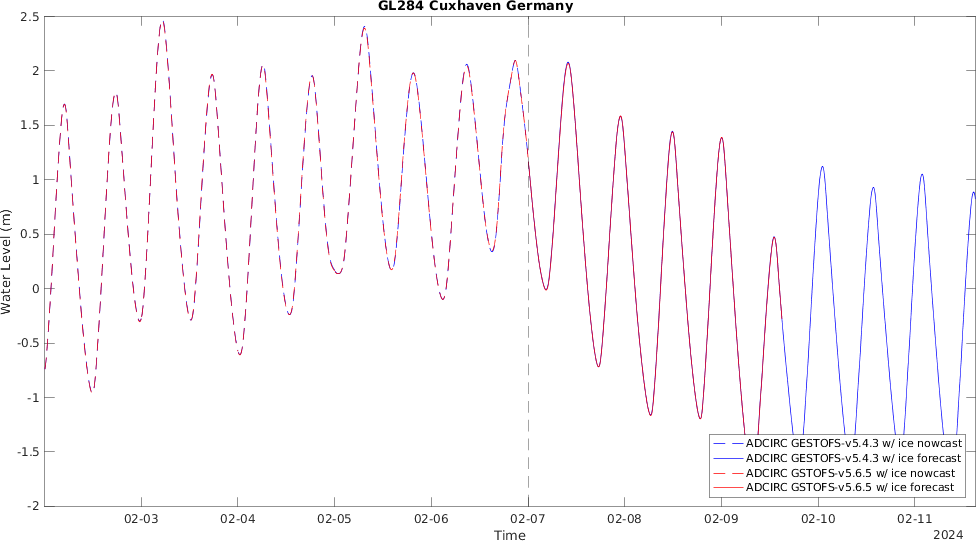 GL284 Cuxhaven Germany
2.5
2
1.5
1
0.5
0
-0.5
-1
-1.5
-2
Water Level (m)
ADCIRC GESTOFS-v5.4.3 w/ ice nowcast
ADCIRC GESTOFS-v5.4.3 w/ ice forecast
ADCIRC GSTOFS-v5.6.5 w/ ice nowcast
ADCIRC GSTOFS-v5.6.5 w/ ice forecast
02-03 02-04 02-05 02-06 02-07 02-08 02-09 02-10 02-11
Time
2024